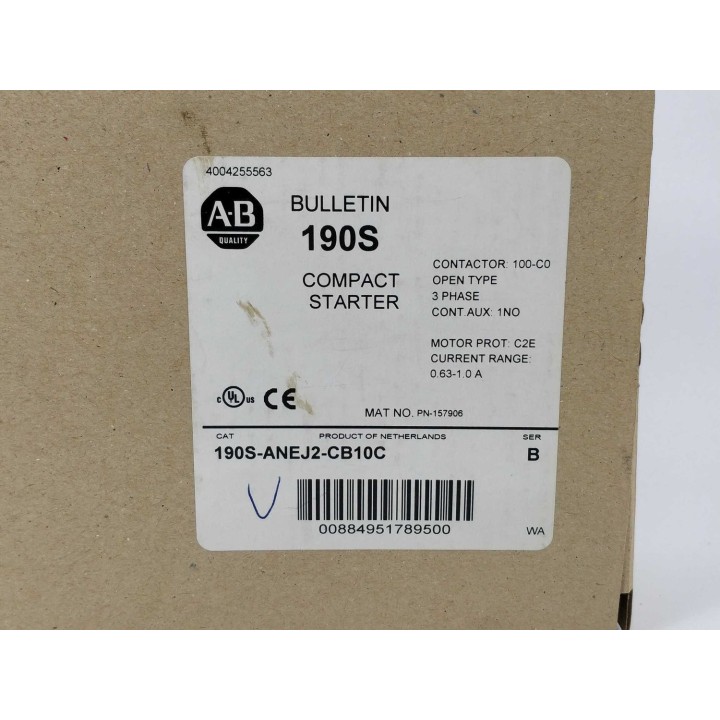 4004255563
A-B
QUALITY
BULLETIN
190S
COMPACT
STARTER
CONTACTOR: 100-C0
OPEN TYPE
3 PHASE
CONT.AUX: 1NO
MOTOR PROT: C2E
CURRENT RANGE:
0.63-1.0 A
c UL us CE
MAT NO. PN-157906
CAT PRODUCT OF NETHERLANDS SER
190S-ANEJ2-CB10C B
00884951789500
WA